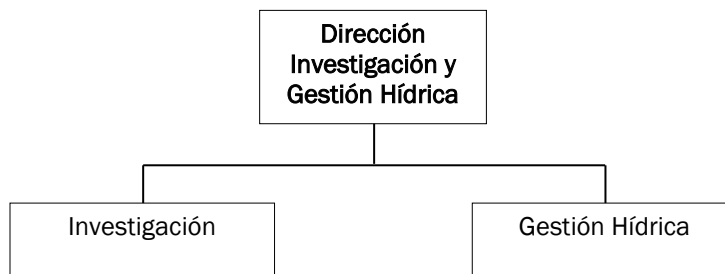 Dirección
Investigación y
Gestión Hídrica
Investigación
Gestión Hídrica